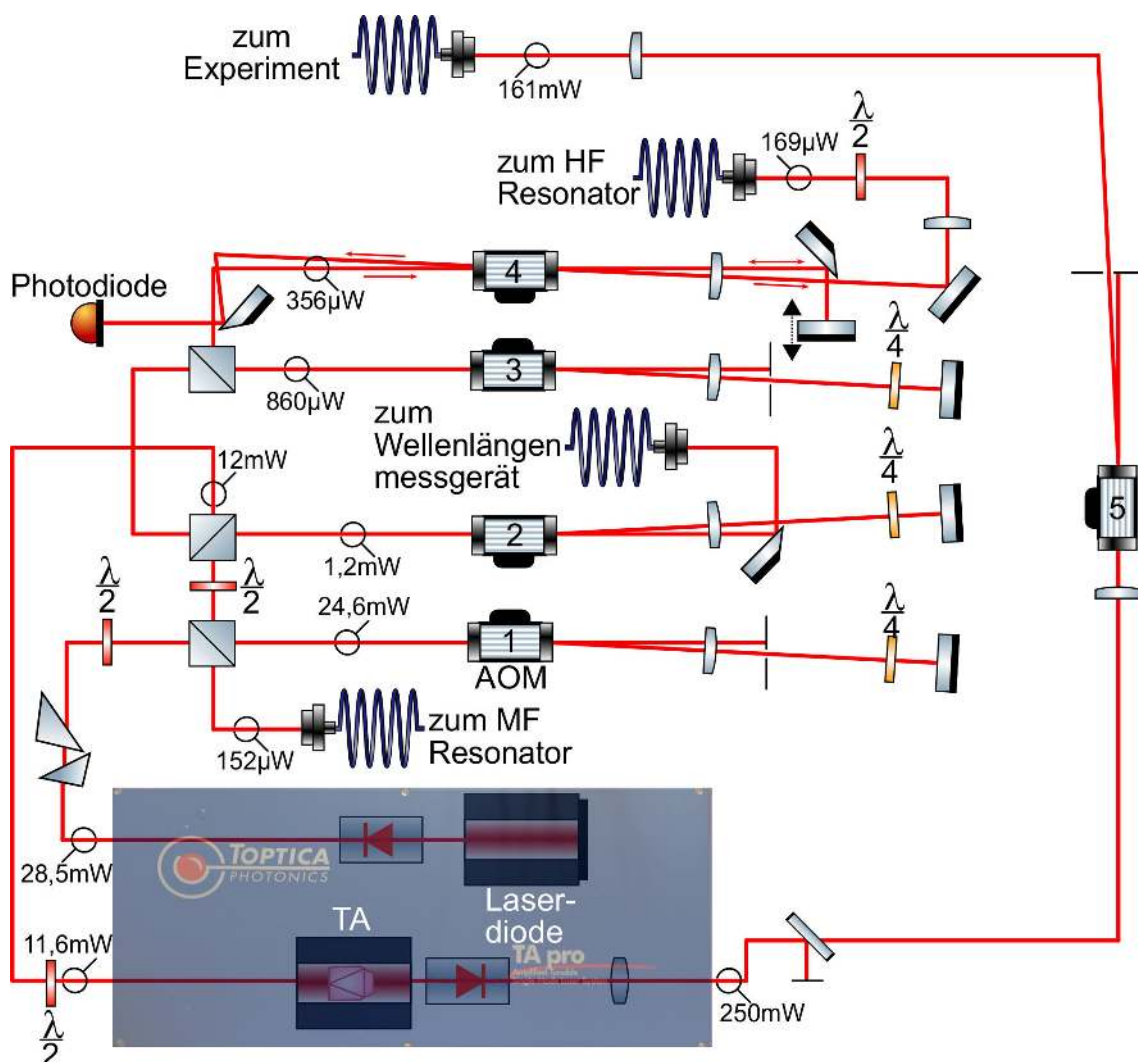 zum
Experiment
161mW
λ
2
169µW
zum HF
Resonator
4
Photodiode
356µW
3
λ
4
860µW
zum
Wellenlängen
messgerät
12mW
λ
4
5
2
1,2mW
λ
2
λ
2
24,6mW
λ
4
1
AOM
zum MF
Resonator
152µW
TOPTICA
PHOTONICS
28,5mW
Laser-
diode
TA
11,6mW
TA pro
250mW
λ
2